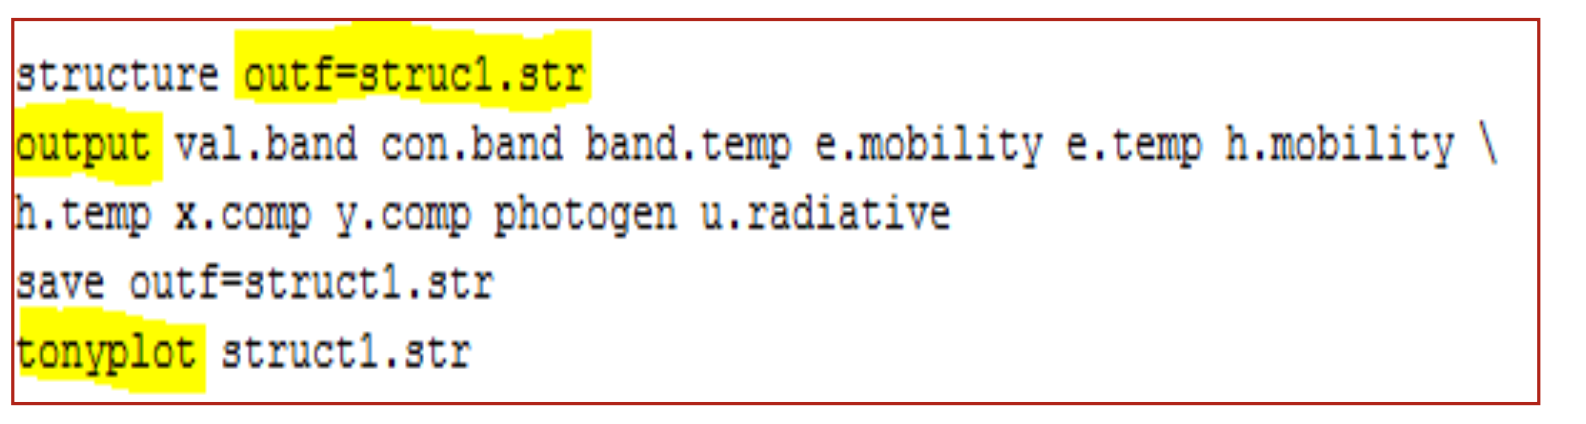 structure outf=struc1.str
output val.band con.band band.temp e.mobility e.temp h.mobility \
h.temp x.comp y.comp photogen u.radiative
save outf=struct1.str
tonyplot struct1.str